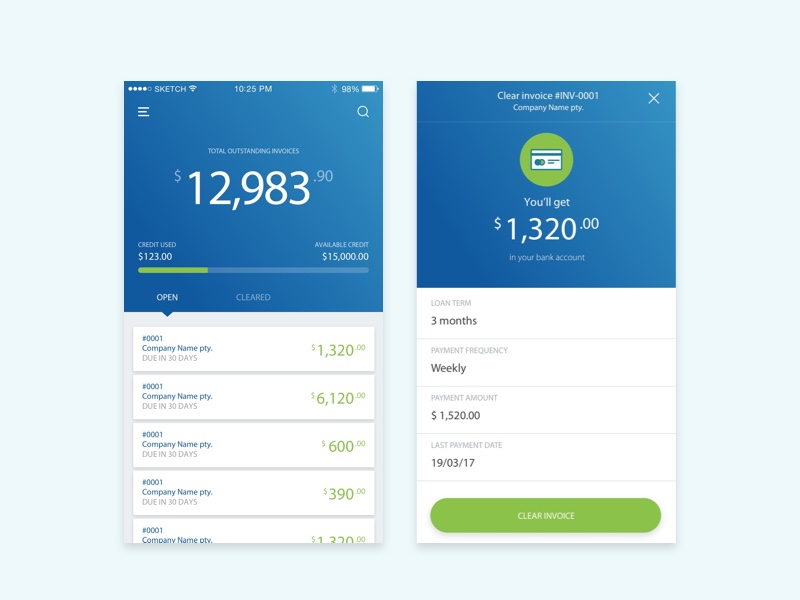 SKETCH 10:25 PM 98%
TOTAL OUTSTANDING INVOICES
$ 12,983.90
CREDIT USED AVAILABLE CREDIT
$123.00 $15,000.00
OPEN CLEARED
#0001
Company Name pty.
DUE IN 30 DAYS
$1,320.00
#0001
Company Name pty.
DUE IN 30 DAYS
$6,120.00
#0001
Company Name pty.
DUE IN 30 DAYS
$600.00
#0001
Company Name pty.
DUE IN 30 DAYS
$390.00
#0001
Company Name pty.
$1,320.00
Clear invoice #INV-0001
Company Name pty.
You'll get
$1,320.00
in your bank account
LOAN TERM
3 months
PAYMENT FREQUENCY
Weekly
PAYMENT AMOUNT
$ 1,520.00
LAST PAYMENT DATE
19/03/17
CLEAR INVOICE